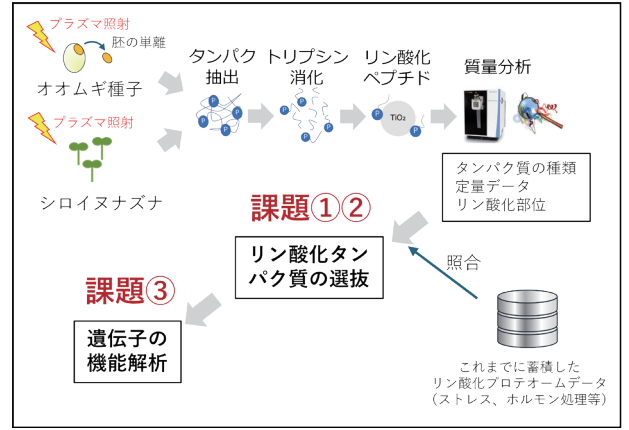 プラズマ照射
胚の単離
オオムギ種子
プラズマ照射
シロイヌナズナ
タンパク
抽出
P
P
P
P
トリプシン
消化
P
P
P
P
リン酸化
ペプチド
P
TiO₂
P
質量分析
タンパク質の種類
定量データ
リン酸化部位
課題①②
リン酸化タン
パク質の選抜
照合
課題③
遺伝子の
機能解析
これまでに蓄積した
リン酸化プロテオームデータ
（ストレス、ホルモン処理等）